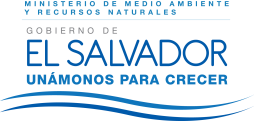 MINISTERIO DE MEDIO AMBIENTE
Y RECURSOS NATURALES
GOBIERNO DE
EL SALVADOR
UNÁMONOS PARA CRECER